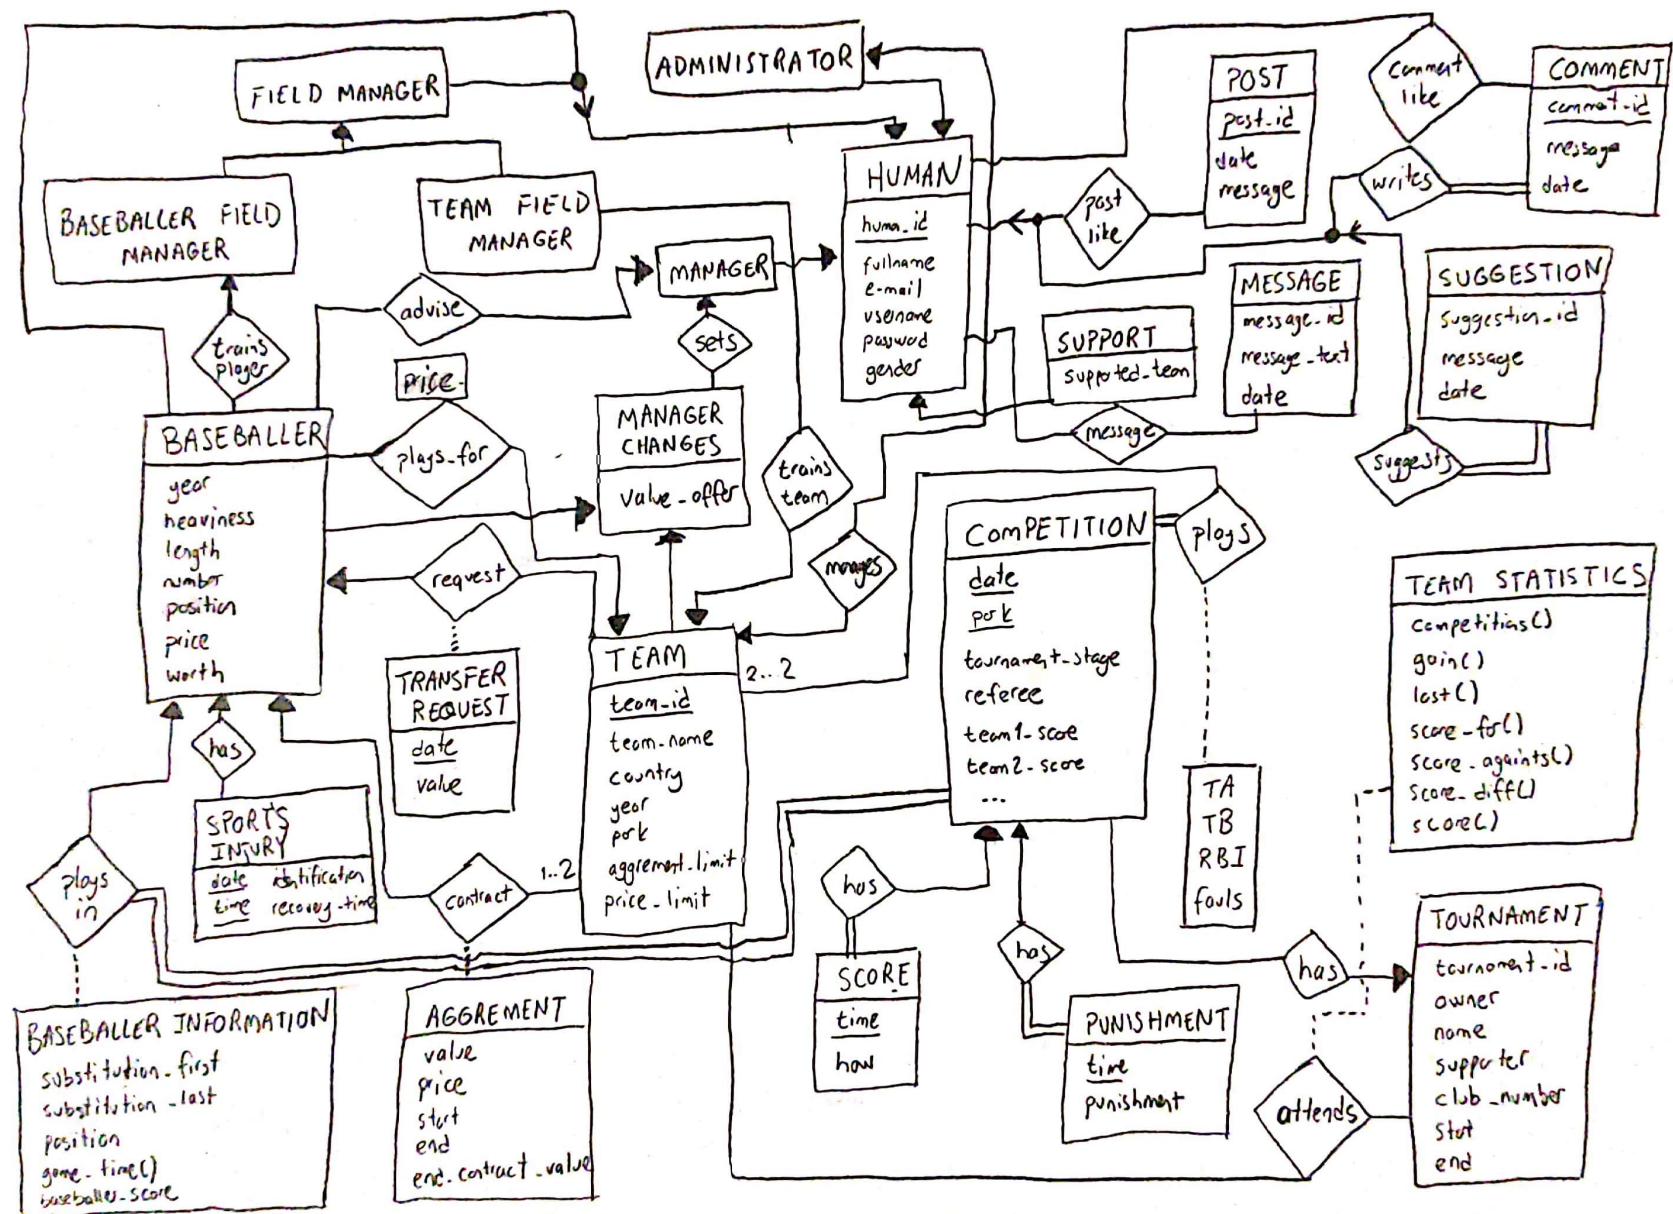 FIELD MANAGER
ADMINISTRATOR
BASEBALLER FIELD
MANAGER
TEAM FIELD
MANAGER
MANAGER
HUMAN
human_id
fullname
e-mail
username
password
gender
POST
post_id
date
message
comment
like
COMMENT
comment_id
message
date
writes
post
like
SUPPORT
supported_team
MESSAGE
message_id
message_text
date
SUGGESTION
suggestion_id
message
date
message
suggests
advise
sets
trains
player
price
plays_for
MANAGER
CHANGES
value_offer
trains
team
manages
BASEBALLER
year
heaviness
length
number
position
price
worth
request
TRANSFER
REQUEST
date
value
TEAM
team_id
team_name
country
year
park
aggrement_limit
price_limit
2...2
1..2
COMPETITION
date
park
tournament_stage
referee
team1_score
team2_score
...
plays
TA
TB
RBI
fouls
TEAM STATISTICS
competitions()
gain()
lost()
score_for()
score_againts()
score_diff()
score()
has
SPORTS
INJURY
date identification
time recovery_time
plays
in
contract
BASEBALLER INFORMATION
substitution_first
substitution_last
position
game_time()
baseballer_score
AGGREMENT
value
price
start
end
end_contract_value
has
SCORE
time
how
has
PUNISHMENT
time
punishment
has
TOURNAMENT
tournament_id
owner
name
supporter
club_number
stat
end
attends